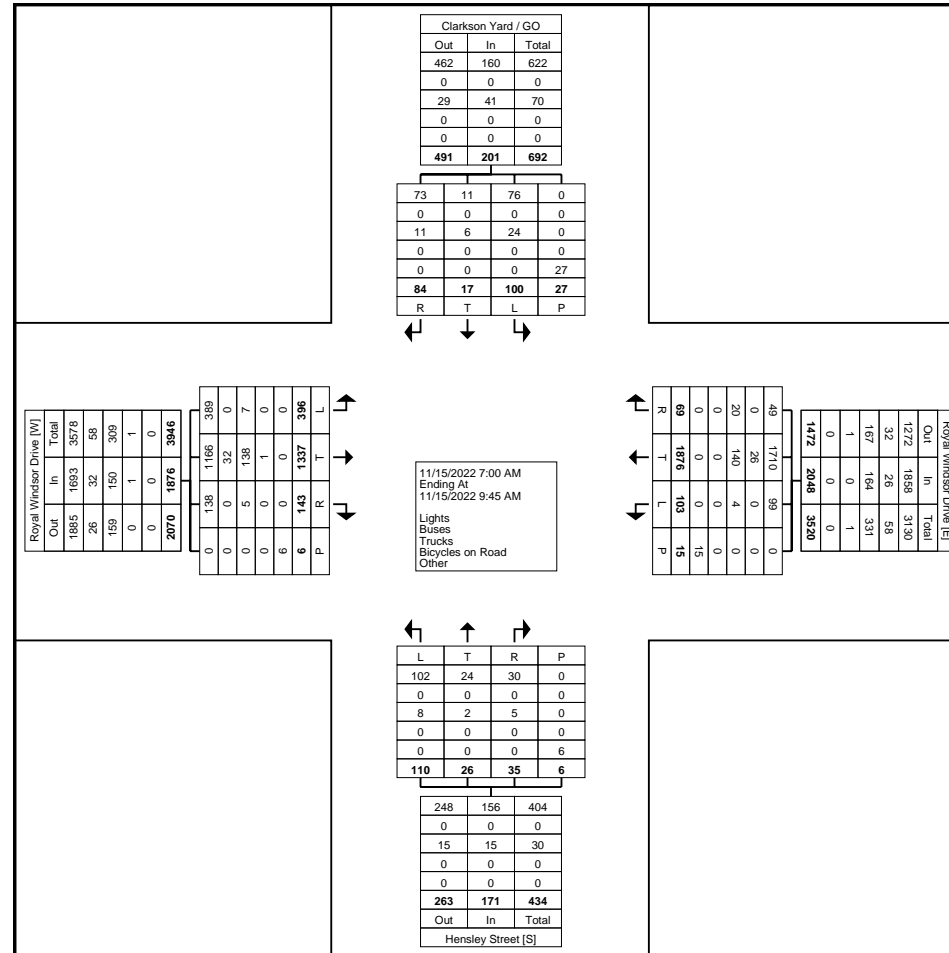 Clarkson Yard / GO
Out In Total
462 160 622
0 0 0
29 41 70
0 0 0
0 0 0
491 201 692
73 11 76 0
0 0 0 0
11 6 24 0
0 0 0 0
0 0 0 27
84 17 100 27
R T L P
Royal Windsor Drive [W]
Total In Out
3578 1693 1885
58 32 26
309 150 159
1 1 0
0 0 0
3946 1876 2070
389 1166 138 0
0 32 0 0
7 138 5 0
0 1 0 0
0 0 0 6
396 1337 143 6
L T R P
11/15/2022 7:00 AM
Ending At
11/15/2022 9:45 AM
Lights
Buses
Trucks
Bicycles on Road
Other
Royal Windsor Drive [E]
Out In Total
1272 1858 3130
32 26 58
167 164 331
1 0 1
0 0 0
1472 2048 3520
49 1710 99 0
0 26 0 0
20 140 4 0
0 0 0 0
0 0 0 15
69 1876 103 15
R T L P
L T R P
102 24 30 0
0 0 0 0
8 2 5 0
0 0 0 0
0 0 0 6
110 26 35 6
248 156 404
0 0 0
15 15 30
0 0 0
0 0 0
263 171 434
Out In Total
Hensley Street [S]